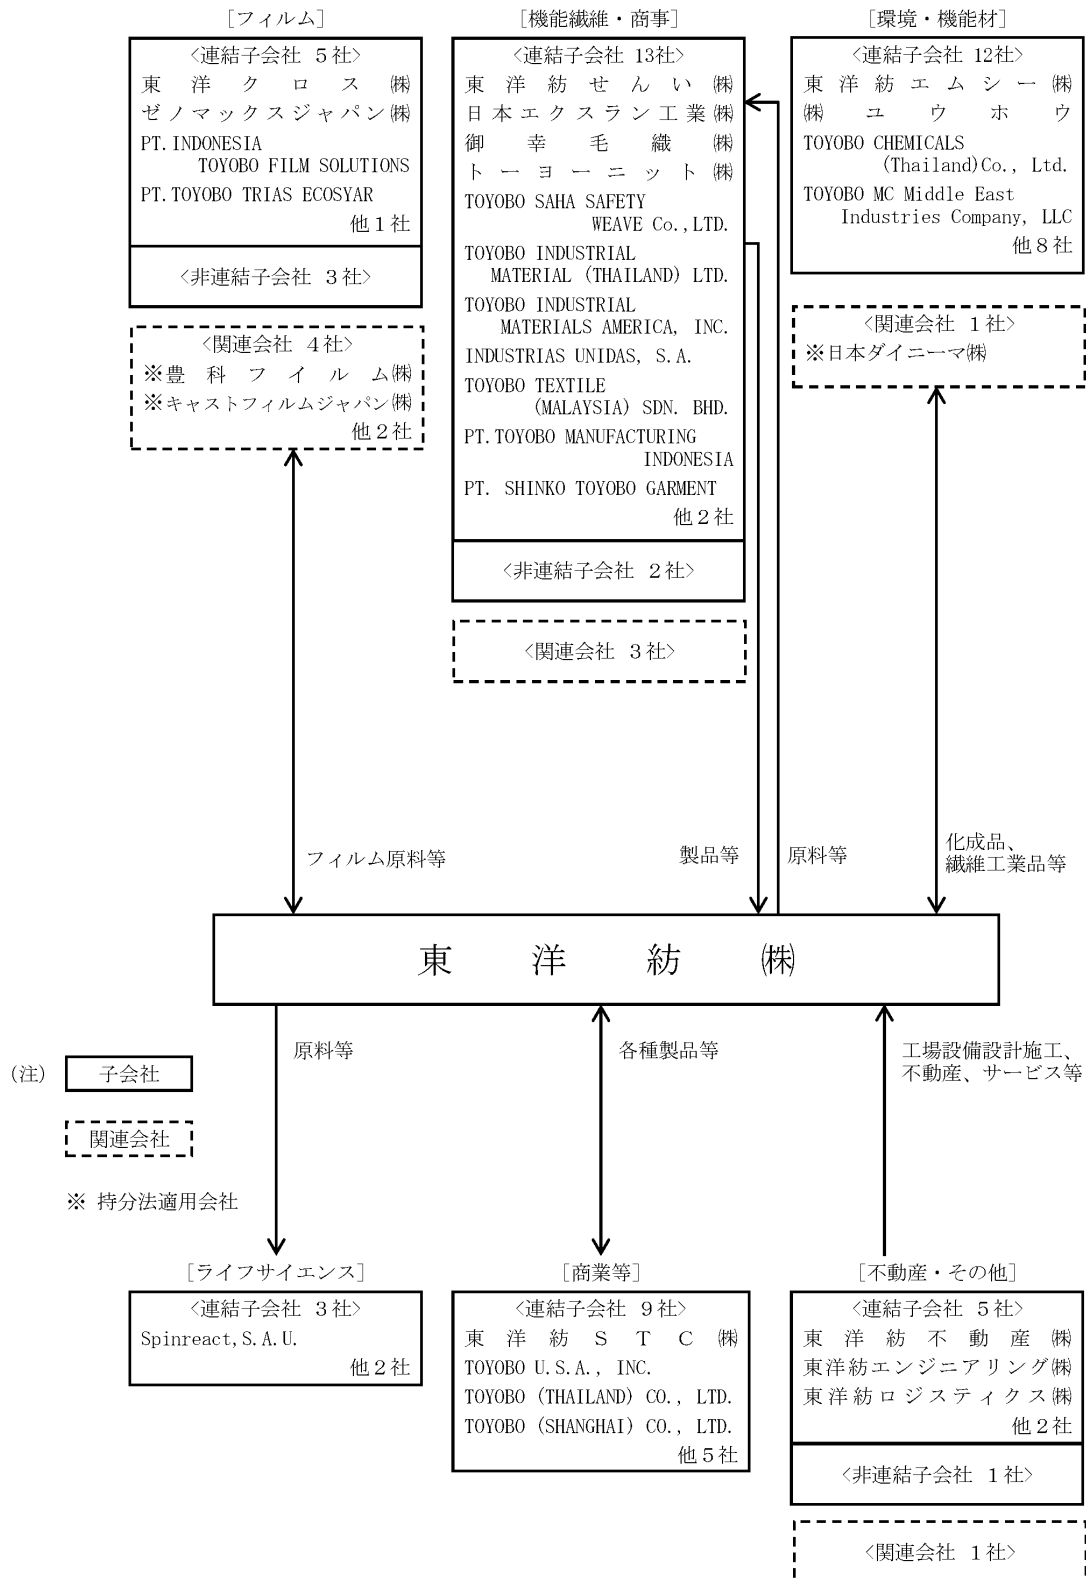 [フィルム]
<連結子会社 5社>
東洋クロス㈱
ゼノマックスジャパン㈱
PT.INDONESIA
TOYOBO FILM SOLUTIONS
PT.TOYOBO TRIAS ECOSYAR
他1社
<非連結子会社 3社>
<関連会社 4社>
※豊科フイルム㈱
※キャストフィルムジャパン㈱
他2社
[機能繊維・商事]
<連結子会社 13社>
東洋紡せんい㈱
日本エクスラン工業㈱
御幸毛織㈱
トーヨーニット㈱
TOYOBO SAHA SAFETY
WEAVE Co.,LTD.
TOYOBO INDUSTRIAL
MATERIAL (THAILAND) LTD.
TOYOBO INDUSTRIAL
MATERIALS AMERICA, INC.
INDUSTRIAS UNIDAS, S.A.
TOYOBO TEXTILE
(MALAYSIA) SDN. BHD.
PT.TOYOBO MANUFACTURING
INDONESIA
PT. SHINKO TOYOBO GARMENT
他2社
<非連結子会社 2社>
<関連会社 3社>
[環境・機能材]
<連結子会社 12社>
東洋紡エムシー㈱
㈱ユウホウ
TOYOBO CHEMICALS
(Thailand)Co., Ltd.
TOYOBO MC Middle East
Industries Company, LLC
他8社
<関連会社 1社>
※日本ダイニーマ㈱
フィルム原料等
製品等
原料等
化成品、
繊維工業品等
東洋紡㈱
原料等
各種製品等
工場設備設計施工、
不動産、サービス等
(注) 子会社
関連会社
※ 持分法適用会社
[ライフサイエンス]
<連結子会社 3社>
Spinreact,S.A.U.
他2社
[商業等]
<連結子会社 9社>
東洋紡STC㈱
TOYOBO U.S.A., INC.
TOYOBO (THAILAND) CO., LTD.
TOYOBO (SHANGHAI) CO., LTD.
他5社
[不動産・その他]
<連結子会社 5社>
東洋紡不動産㈱
東洋紡エンジニアリング㈱
東洋紡ロジスティクス㈱
他2社
<非連結子会社 1社>
<関連会社 1社>